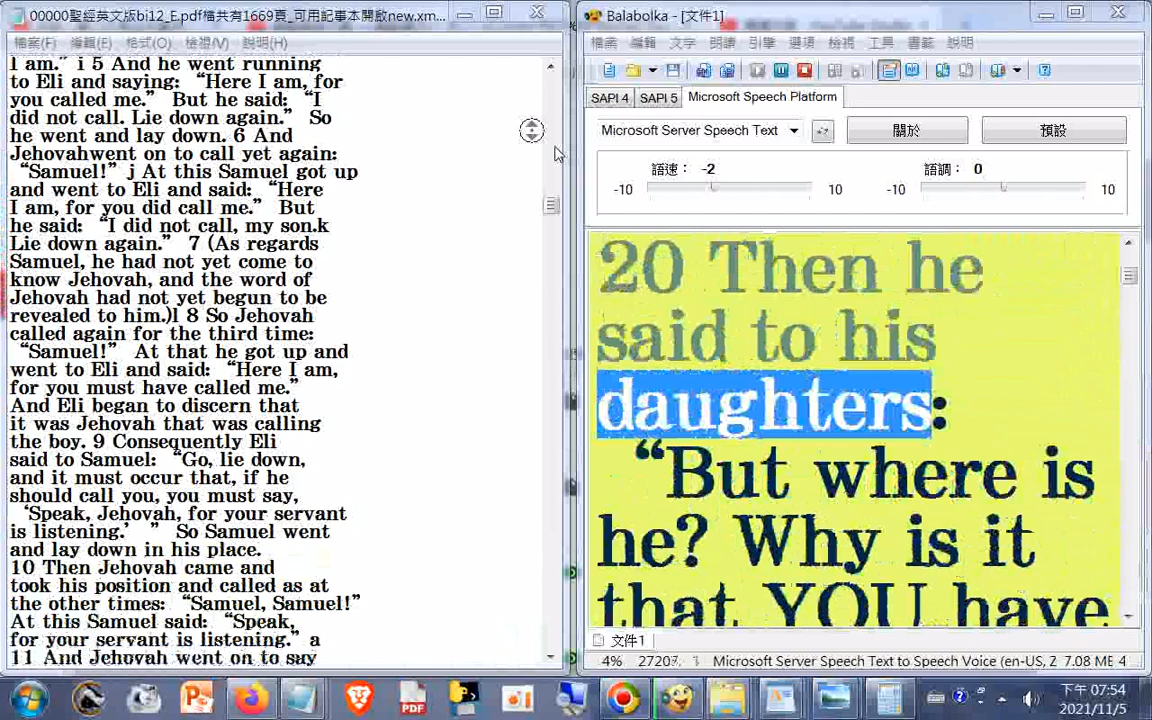 00000聖經英文版bi12_E.pdf檔共有1669頁_可用記事本開啟new.xm...
檔案(F) 編輯(E) 格式(O) 檢視(V) 說明(H)
I am.” i 5 And he went running
to Eli and saying: “Here I am, for
you called me.” But he said: “I
did not call. Lie down again.” So
he went and lay down. 6 And
Jehovahwent on to call yet again:
“Samuel!” j At this Samuel got up
and went to Eli and said: “Here
I am, for you did call me.” But
he said: “I did not call, my son.k
Lie down again.” 7 (As regards
Samuel, he had not yet come to
know Jehovah, and the word of
Jehovah had not yet begun to be
revealed to him.)l 8 So Jehovah
called again for the third time:
“Samuel!” At that he got up and
went to Eli and said: “Here I am,
for you must have called me.”
And Eli began to discern that
it was Jehovah that was calling
the boy. 9 Consequently Eli
said to Samuel: “Go, lie down,
and it must occur that, if he
should call you, you must say,
‘Speak, Jehovah, for your servant
is listening.’ ” So Samuel went
and lay down in his place.
10 Then Jehovah came and
took his position and called as at
the other times: “Samuel, Samuel!”
At this Samuel said: “Speak,
for your servant is listening.” a
11 And Jehovah went on to say
Balabolka - [文件1]
檔案 編輯 文字 朗讀 引擎 選項 檢視 工具 書籤 說明
SAPI 4 SAPI 5 Microsoft Speech Platform
Microsoft Server Speech Text 關於 預設
語速： -2 語調： 0
-10 10 -10 10
20 Then he
said to his
daughters:
“But where is
he? Why is it
that YOU have
文件1
4% Microsoft Server Speech Text to Speech Voice (en-US, 7.08 MB 4
下午 07:54
2021/11/5